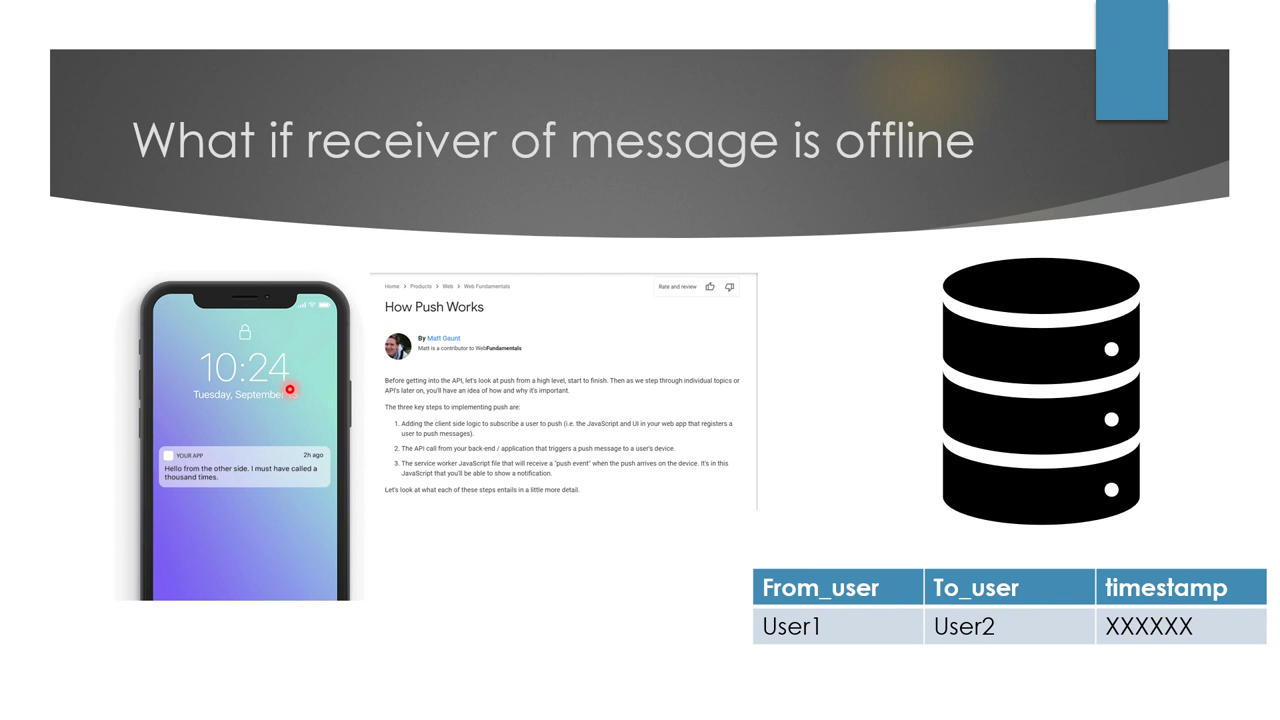 What if receiver of message is offline
10:24
Tuesday, September
YOUR APP 2h ago
Hello from the other side. I must have called a
thousand times.
Home > Products > Web > Web Fundamentals
Rate and review
How Push Works
By Matt Gaunt
Matt is a contributor to WebFundamentals
Before getting into the API, let's look at push from a high level, start to finish. Then as we step through individual topics or
API's later on, you'll have an idea of how and why it's important.
The three key steps to implementing push are:
1. Adding the client side logic to subscribe a user to push (i.e. the JavaScript and UI in your web app that registers a
user to push messages).
2. The API call from your back-end / application that triggers a push message to a user's device.
3. The service worker JavaScript file that will receive a "push event" when the push arrives on the device. It's in this
JavaScript that you'll be able to show a notification.
Let's look at what each of these steps entails in a little more detail.
From_user To_user timestamp
User1 User2 XXXXXX